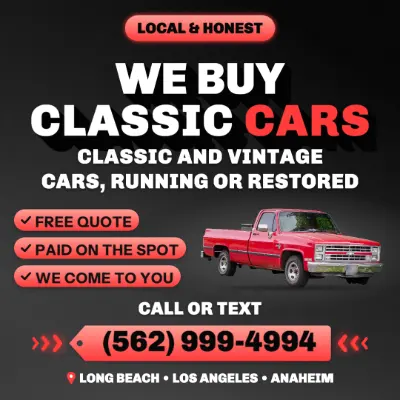 LOCAL & HONEST
WE BUY
CLASSIC CARS
CLASSIC AND VINTAGE
CARS, RUNNING OR RESTORED
FREE QUOTE
PAID ON THE SPOT
WE COME TO YOU
CALL OR TEXT
(562) 999-4994
LONG BEACH • LOS ANGELES • ANAHEIM